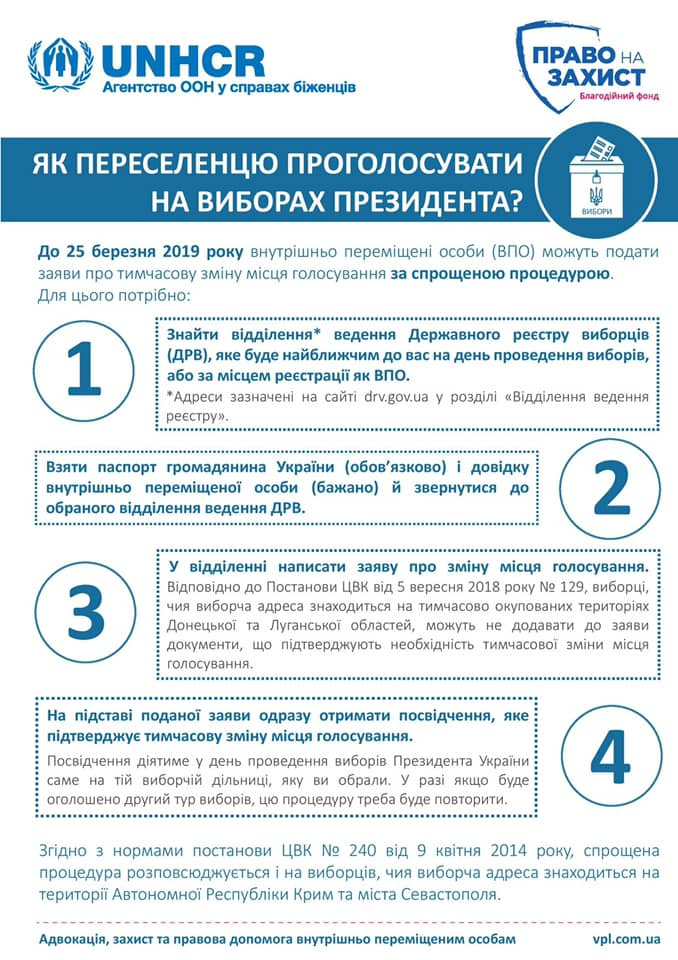 UNHCR
Агентство ООН у справах біженців
ПРАВО НА
ЗАХИСТ
Благодійний фонд
ЯК ПЕРЕСЕЛЕНЦЮ ПРОГОЛОСУВАТИ
НА ВИБОРАХ ПРЕЗИДЕНТА?
ВИБОРИ
До 25 березня 2019 року внутрішньо переміщені особи (ВПО) можуть подати
заяви про тимчасову зміну місця голосування за спрощеною процедурою.
Для цього потрібно:
1
Знайти відділення* ведення Державного реєстру виборців
(ДРВ), яке буде найближчим до вас на день проведення виборів,
або за місцем реєстрації як ВПО.
*Адреси зазначені на сайті drv.gov.ua у розділі «Відділення ведення
реєстру».
Взяти паспорт громадянина України (обов’язково) і довідку
внутрішньо переміщеної особи (бажано) й звернутися до
обраного відділення ведення ДРВ.
2
3
У відділенні написати заяву про зміну місця голосування.
Відповідно до Постанови ЦВК від 5 вересня 2018 року № 129, виборці,
чия виборча адреса знаходиться на тимчасово окупованих територіях
Донецької та Луганської областей, можуть не додавати до заяви
документи, що підтверджують необхідність тимчасової зміни місця
голосування.
На підставі поданої заяви одразу отримати посвідчення, яке
підтверджує тимчасову зміну місця голосування.
Посвідчення діятиме у день проведення виборів Президента України
саме на тій виборчій дільниці, яку ви обрали. У разі якщо буде
оголошено другий тур виборів, цю процедуру треба буде повторити.
4
Згідно з нормами постанови ЦВК № 240 від 9 квітня 2014 року, спрощена
процедура розповсюджується і на виборців, чия виборча адреса знаходиться на
території Автономної Республіки Крим та міста Севастополя.
Адвокація, захист та правова допомога внутрішньо переміщеним особам
vpl.com.ua